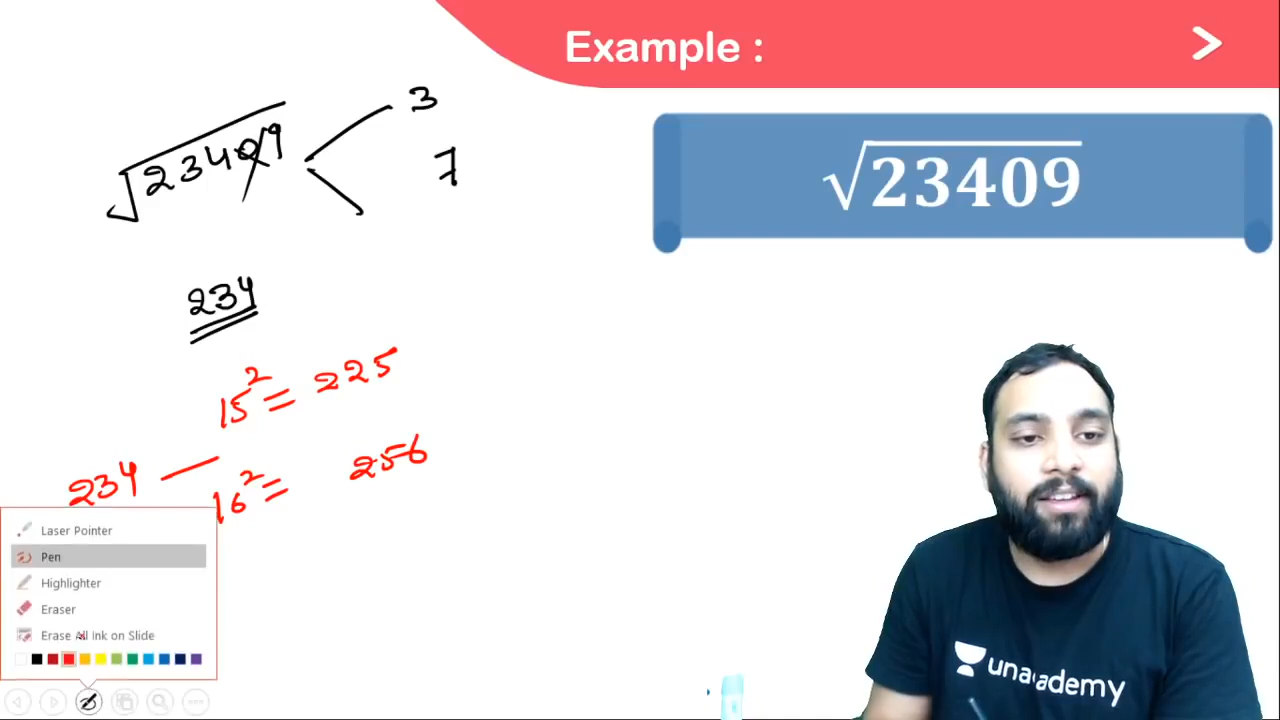 Example :
>
√23409
√23409
3
7
234
15² = 225
234 — 16² = 256
Laser Pointer
Pen
Highlighter
Eraser
Erase All Ink on Slide
unacademy
unacademy